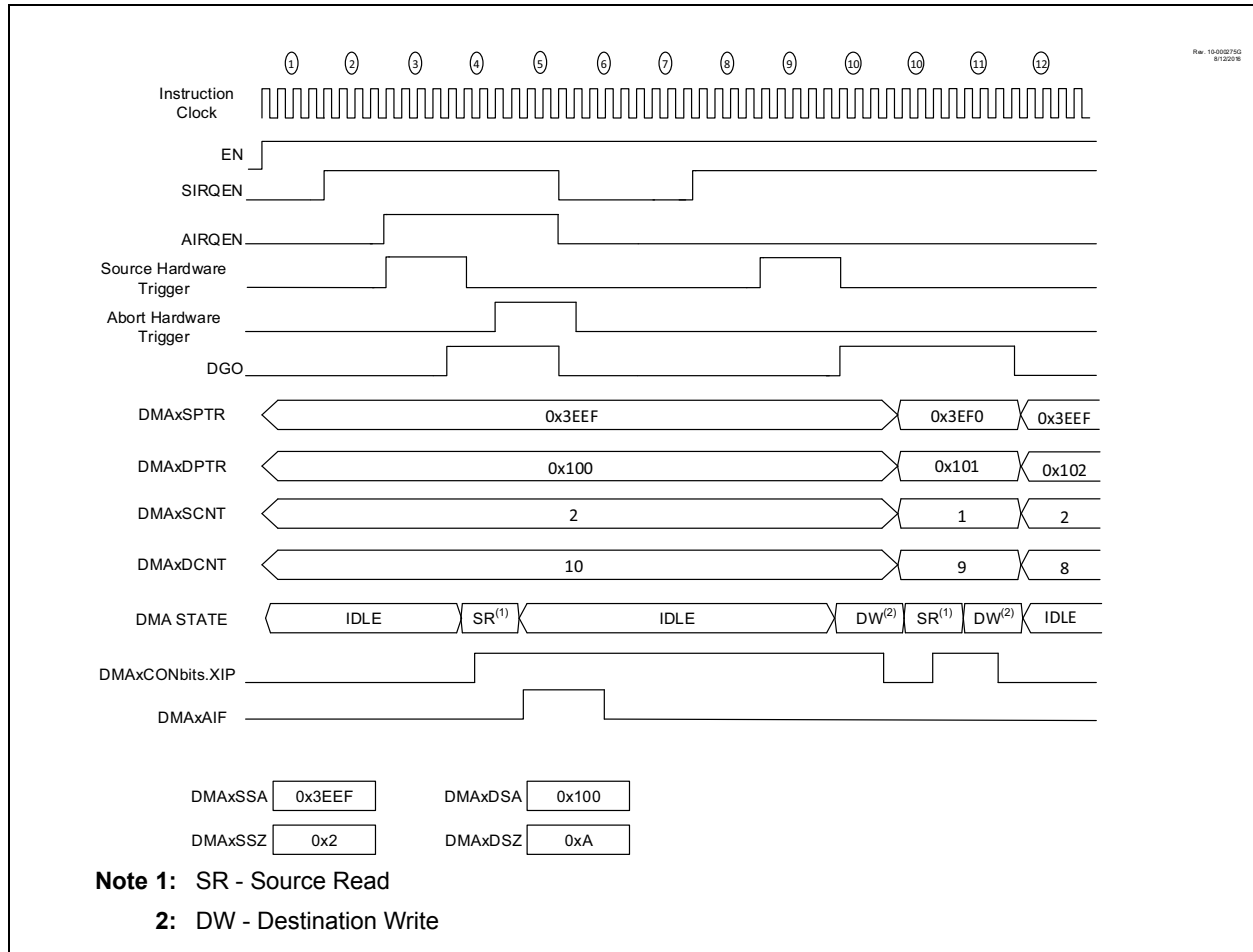 Rev. 10-000275G
8/12/2016
1 2 3 4 5 6 7 8 9 10 10 11 12
Instruction
Clock
EN
SIRQEN
AIRQEN
Source Hardware
Trigger
Abort Hardware
Trigger
DGO
DMAxSPTR 0x3EEF 0x3EF0 0x3EEF
DMAxDPTR 0x100 0x101 0x102
DMAxSCNT 2 1 2
DMAxDCNT 10 9 8
DMA STATE IDLE SR(1) IDLE DW(2) SR(1) DW(2) IDLE
DMAxCONbits.XIP
DMAxAIF
DMAxSSA 0x3EEF DMAxDSA 0x100
DMAxSSZ 0x2 DMAxDSZ 0xA
Note 1: SR - Source Read
2: DW - Destination Write